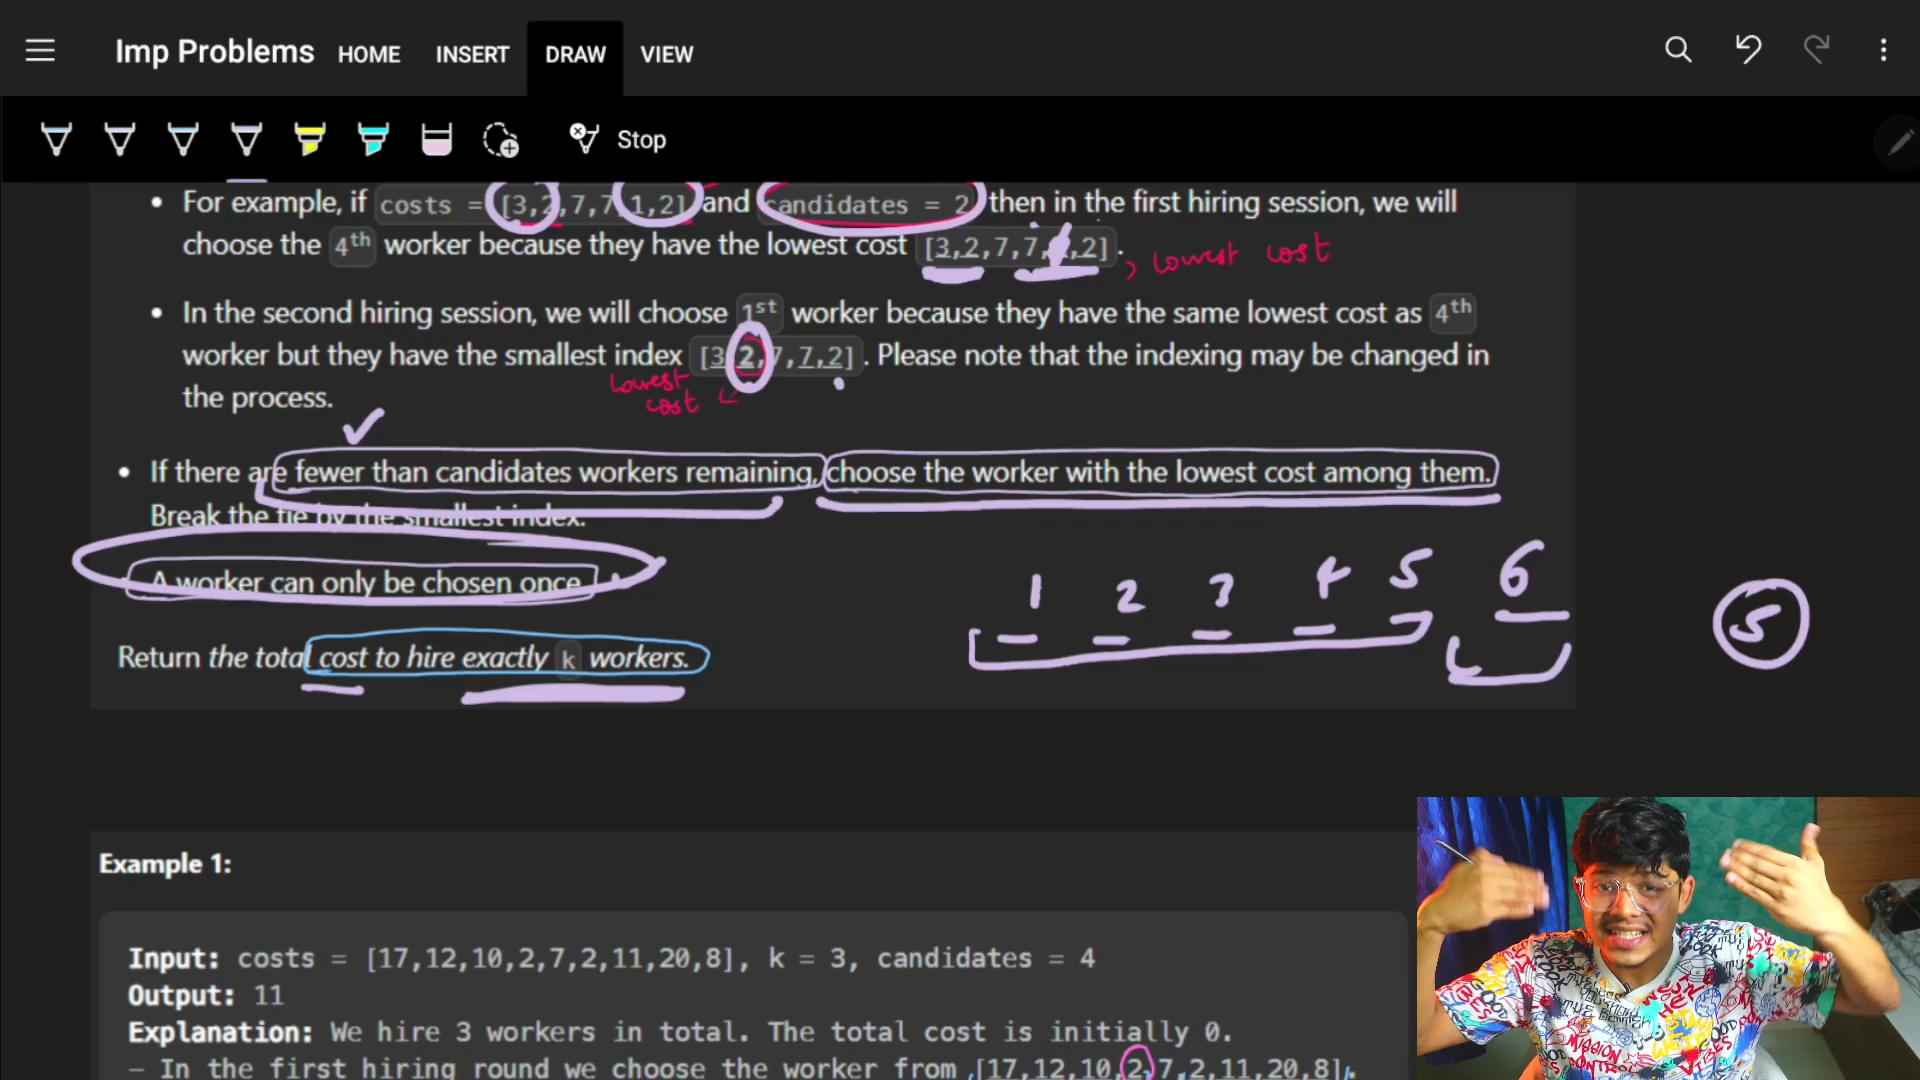 Imp Problems HOME INSERT DRAW VIEW
Stop
For example, if costs = [3,2,7,7,1,2] and candidates = 2 then in the first hiring session, we will
choose the 4th worker because they have the lowest cost [3,2,7,7, ,2].
, lowest cost
In the second hiring session, we will choose 1st worker because they have the same lowest cost as 4th
worker but they have the smallest index [3,2,7,7,2]. Please note that the indexing may be changed in
the process.
lowest
cost
If there are fewer than candidates workers remaining, choose the worker with the lowest cost among them.
Break the tie by the smallest index.
A worker can only be chosen once.
1 2 3 4 5 6
5
Return the total cost to hire exactly k workers.
Example 1:
Input: costs = [17,12,10,2,7,2,11,20,8], k = 3, candidates = 4
Output: 11
Explanation: We hire 3 workers in total. The total cost is initially 0.
- In the first hiring round we choose the worker from [17,12,10,2,7,2,11,20,8].